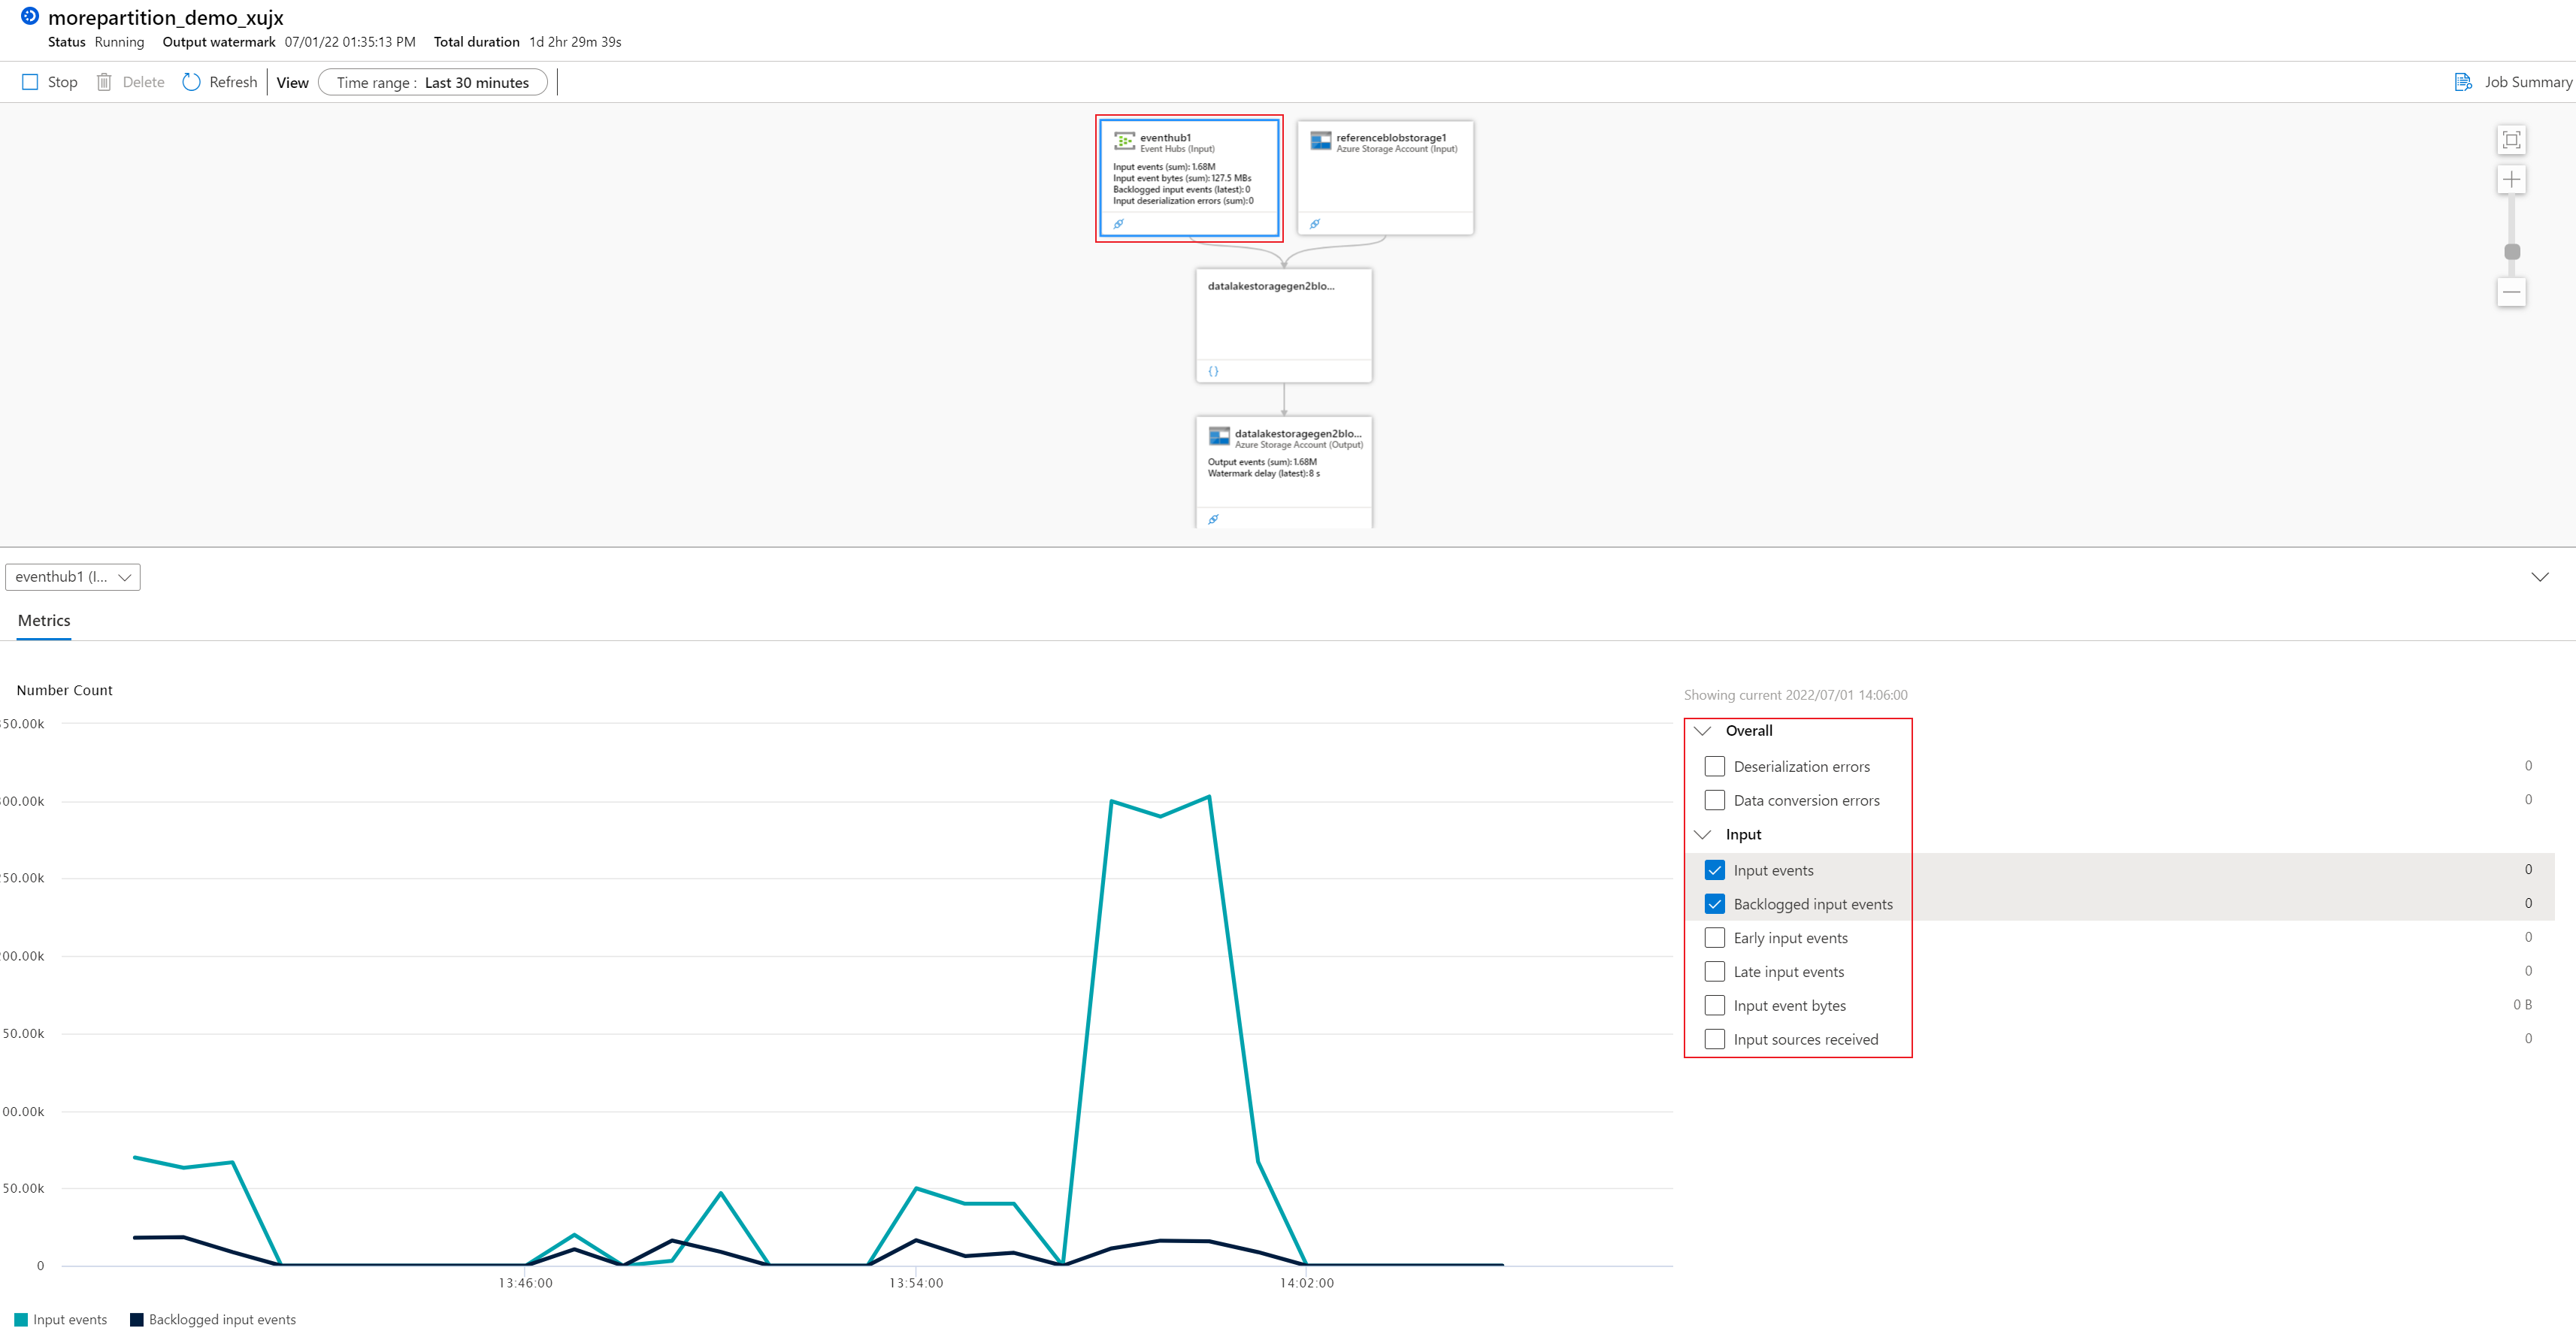 morepartition_demo_xujx
Status Running Output watermark 07/01/22 01:35:13 PM Total duration 1d 2hr 29m 39s
Stop Delete Refresh View Time range : Last 30 minutes Job Summary
eventhub1
Event Hubs (Input)
Input events (sum): 1.68M
Input event bytes (sum): 127.5 MBs
Backlogged input events (latest): 0
Input deserialization errors (sum): 0
referenceblobstorage1
Azure Storage Account (Input)
datalakestoragegen2blo...
{}
datalakestoragegen2blo...
Azure Storage Account (Output)
Output events (sum): 1.68M
Watermark delay (latest): 8 s
eventhub1 (I...
Metrics
Number Count
50.00k
00.00k
50.00k
00.00k
50.00k
00.00k
50.00k
0
13:46:00
13:54:00
14:02:00
Input events
Backlogged input events
Showing current 2022/07/01 14:06:00
Overall
Deserialization errors 0
Data conversion errors 0
Input
Input events 0
Backlogged input events 0
Early input events 0
Late input events 0
Input event bytes 0 B
Input sources received 0